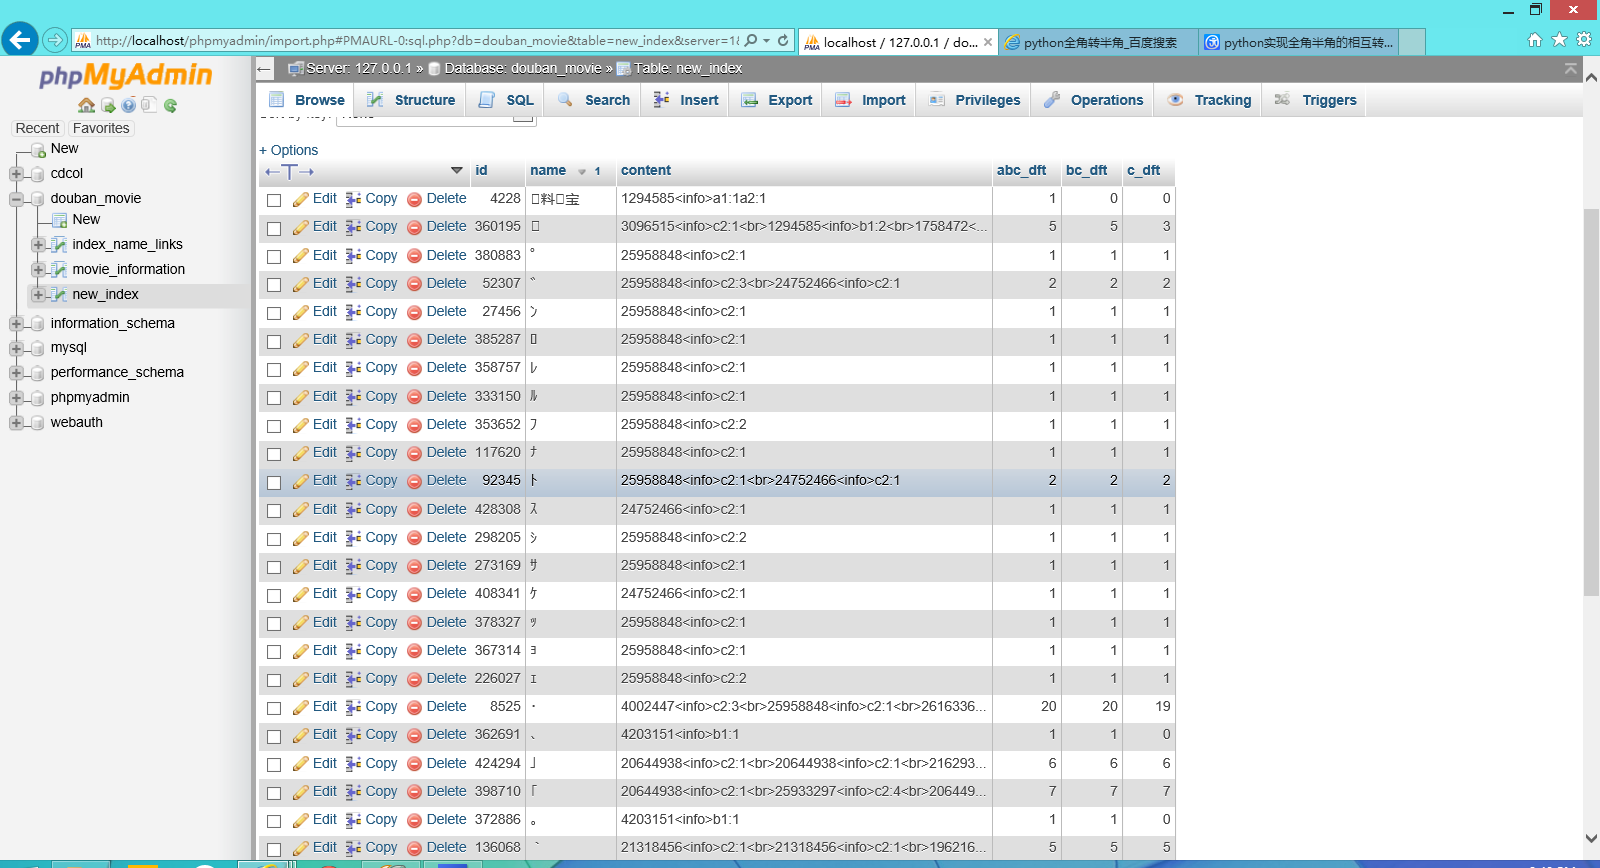 http://localhost/phpmyadmin/import.php#PMAURL-0:sql.php?db=douban_movie&table=new_index&server=1&
localhost / 127.0.0.1 / do...
python全角转半角_百度搜索
python实现全角半角的相互转...
phpMyAdmin
Recent Favorites
New
cdcol
douban_movie
New
index_name_links
movie_information
new_index
information_schema
mysql
performance_schema
phpmyadmin
webauth
Server: 127.0.0.1 » Database: douban_movie » Table: new_index
Browse Structure SQL Search Insert Export Import Privileges Operations Tracking Triggers
+ Options
id name 1 content abc_dft bc_dft c_dft
Edit Copy Delete 4228 料宝 1294585<info>a1:1a2:1 1 0 0
Edit Copy Delete 360195 3096515<info>c2:1<br>1294585<info>b1:2<br>1758472<... 5 5 3
Edit Copy Delete 380883 ﾟ 25958848<info>c2:1 1 1 1
Edit Copy Delete 52307 ﾞ 25958848<info>c2:3<br>24752466<info>c2:1 2 2 2
Edit Copy Delete 27456 ﾝ 25958848<info>c2:1 1 1 1
Edit Copy Delete 385287 ﾛ 25958848<info>c2:1 1 1 1
Edit Copy Delete 358757 ﾚ 25958848<info>c2:1 1 1 1
Edit Copy Delete 333150 ﾙ 25958848<info>c2:1 1 1 1
Edit Copy Delete 353652 ﾌ 25958848<info>c2:2 1 1 1
Edit Copy Delete 117620 ﾅ 25958848<info>c2:1 1 1 1
Edit Copy Delete 92345 ﾄ 25958848<info>c2:1<br>24752466<info>c2:1 2 2 2
Edit Copy Delete 428308 ｽ 24752466<info>c2:1 1 1 1
Edit Copy Delete 298205 ｼ 25958848<info>c2:2 1 1 1
Edit Copy Delete 273169 ｻ 25958848<info>c2:1 1 1 1
Edit Copy Delete 408341 ｹ 24752466<info>c2:1 1 1 1
Edit Copy Delete 378327 ｯ 25958848<info>c2:1 1 1 1
Edit Copy Delete 367314 ｮ 25958848<info>c2:1 1 1 1
Edit Copy Delete 226027 ｪ 25958848<info>c2:2 1 1 1
Edit Copy Delete 8525 ･ 4002447<info>c2:3<br>25958848<info>c2:1<br>2616336... 20 20 19
Edit Copy Delete 362691 ､ 4203151<info>b1:1 1 1 0
Edit Copy Delete 424294 ｣ 20644938<info>c2:1<br>20644938<info>c2:1<br>216293... 6 6 6
Edit Copy Delete 398710 ｢ 20644938<info>c2:1<br>25933297<info>c2:4<br>206449... 7 7 7
Edit Copy Delete 372886 ｡ 4203151<info>b1:1 1 1 0
Edit Copy Delete 136068 ` 21318456<info>c2:1<br>21318456<info>c2:1<br>196216... 5 5 5